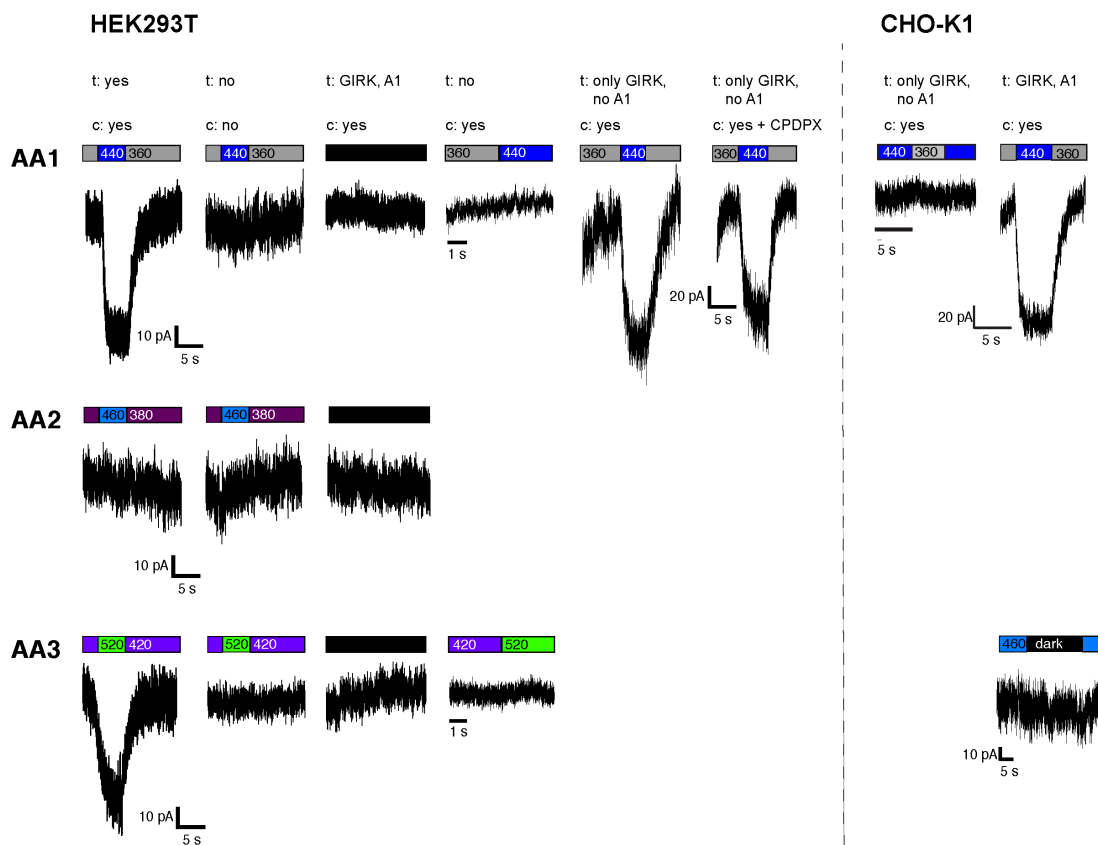 HEK293T
CHO-K1
t: yes
t: no
t: GIRK, A1
t: no
t: only GIRK,
no A1
t: only GIRK,
no A1
t: only GIRK,
no A1
t: GIRK, A1
c: yes
c: no
c: yes
c: yes
c: yes
c: yes + CPDPX
c: yes
c: yes
AA1
440 360
440 360
360 440
360 440
360 440
440 360
440 360
1 s
5 s
20 pA
5 s
20 pA
5 s
10 pA
5 s
AA2
460 380
460 380
10 pA
5 s
AA3
520 420
520 420
420 520
460 dark
1 s
10 pA
5 s
10 pA
5 s